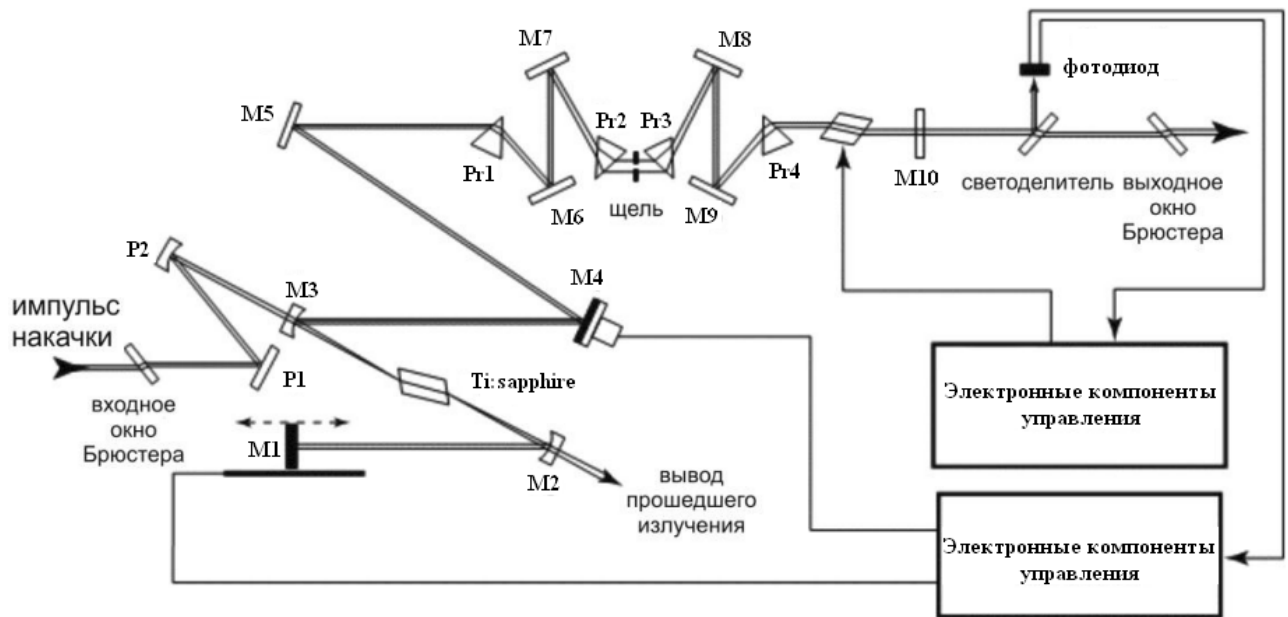 M7
M8
фотодиод
M5
Pr2 Pr3
Pr1
Pr4
M10
M6
щель
M9
светоделитель выходное
окно
Брюстера
P2
M3
M4
импульс
накачки
P1
Ti:sapphire
входное
окно
Брюстера
M1
M2
вывод
прошедшего
излучения
Электронные компоненты
управления
Электронные компоненты
управления